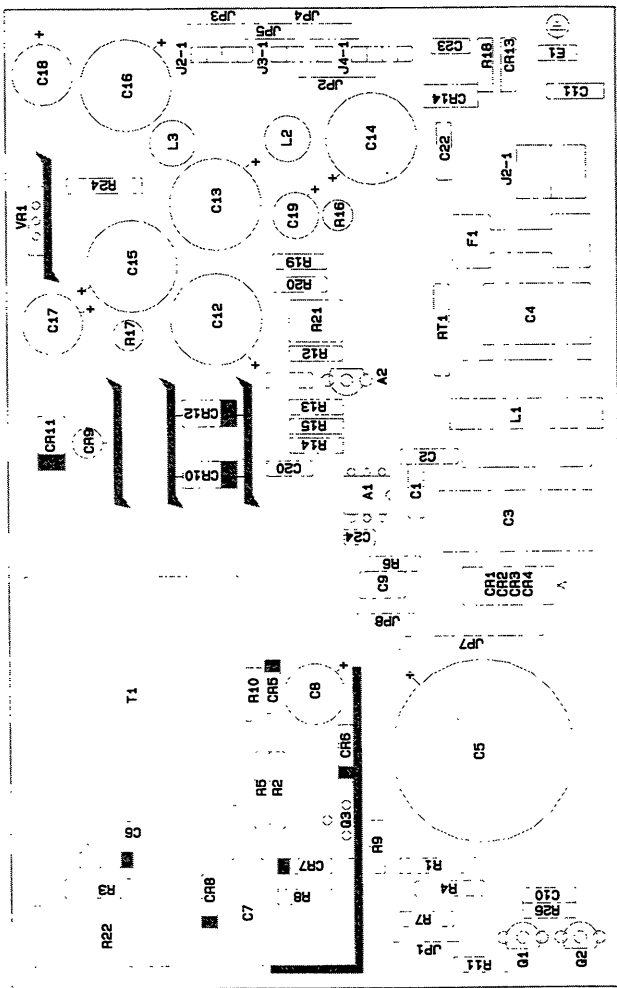 JP3
JP4
JP5
J2-1
J3-1
J4-1
JP2
C23
R18
CR13
E1
C18
C16
CR14
C11
L3
L2
C14
C22
J2-1
VR1
R24
C13
C19
R16
F1
C15
R19
R20
C17
R17
C12
R21
RT1
C4
R12
A2
CR11
CR9
CR12
R13
R15
R14
L1
CR10
C20
C2
A1
C1
C3
C24
R6
C9
CR1
CR2
CR3
CR4
JP8
JP7
T1
R10
CR5
C8
CR6
C5
R5
R2
Q3
C6
R9
R3
CR8
CR7
R1
R22
C7
R8
R4
C10
R7
R26
JP1
Q1
Q2
R11